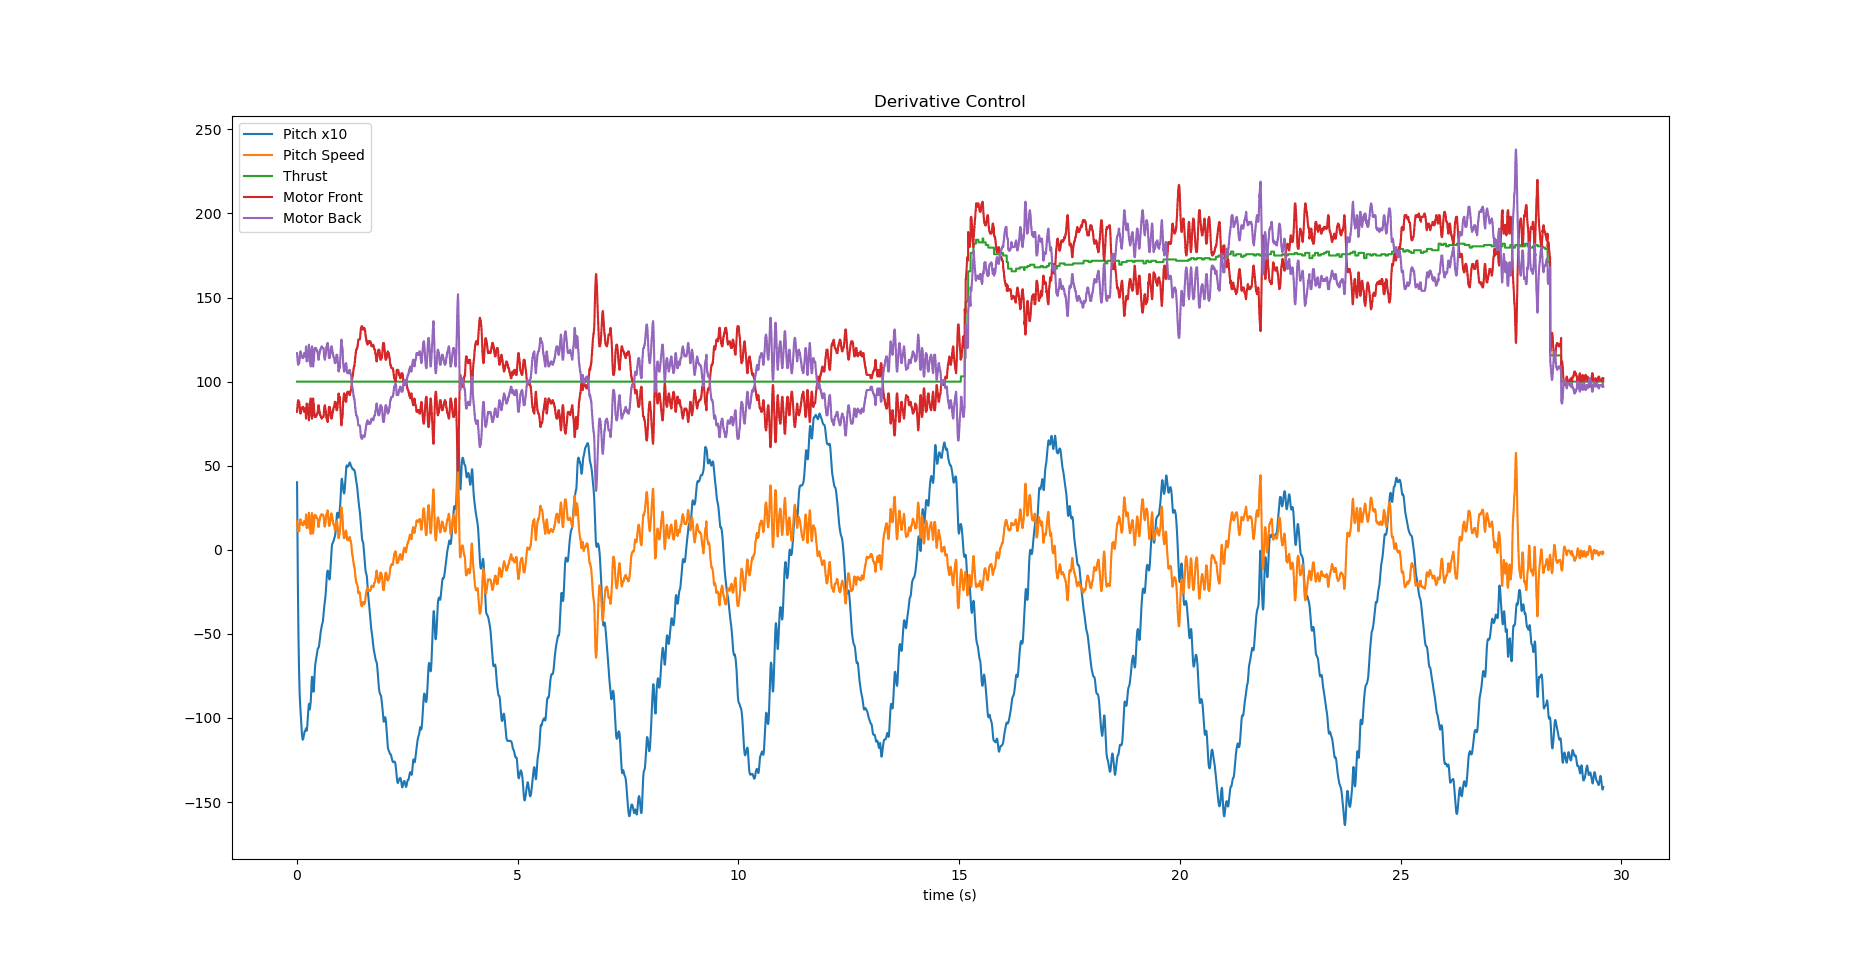 Derivative Control
250
200
150
100
50
0
−50
−100
−150
Pitch x10
Pitch Speed
Thrust
Motor Front
Motor Back
0 5 10 15 20 25 30
time (s)